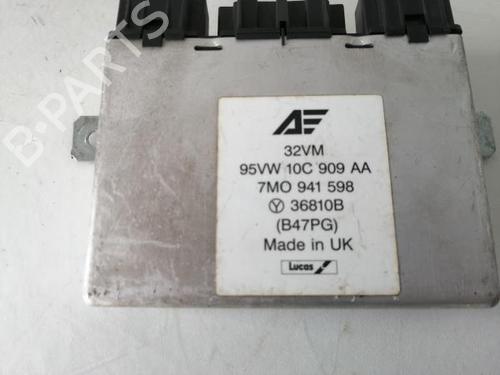 AE
32VM
95VW 10C 909 AA
7MO 941 598
Y 36810B
(B47PG)
Made in UK
Lucas
B-PARTS